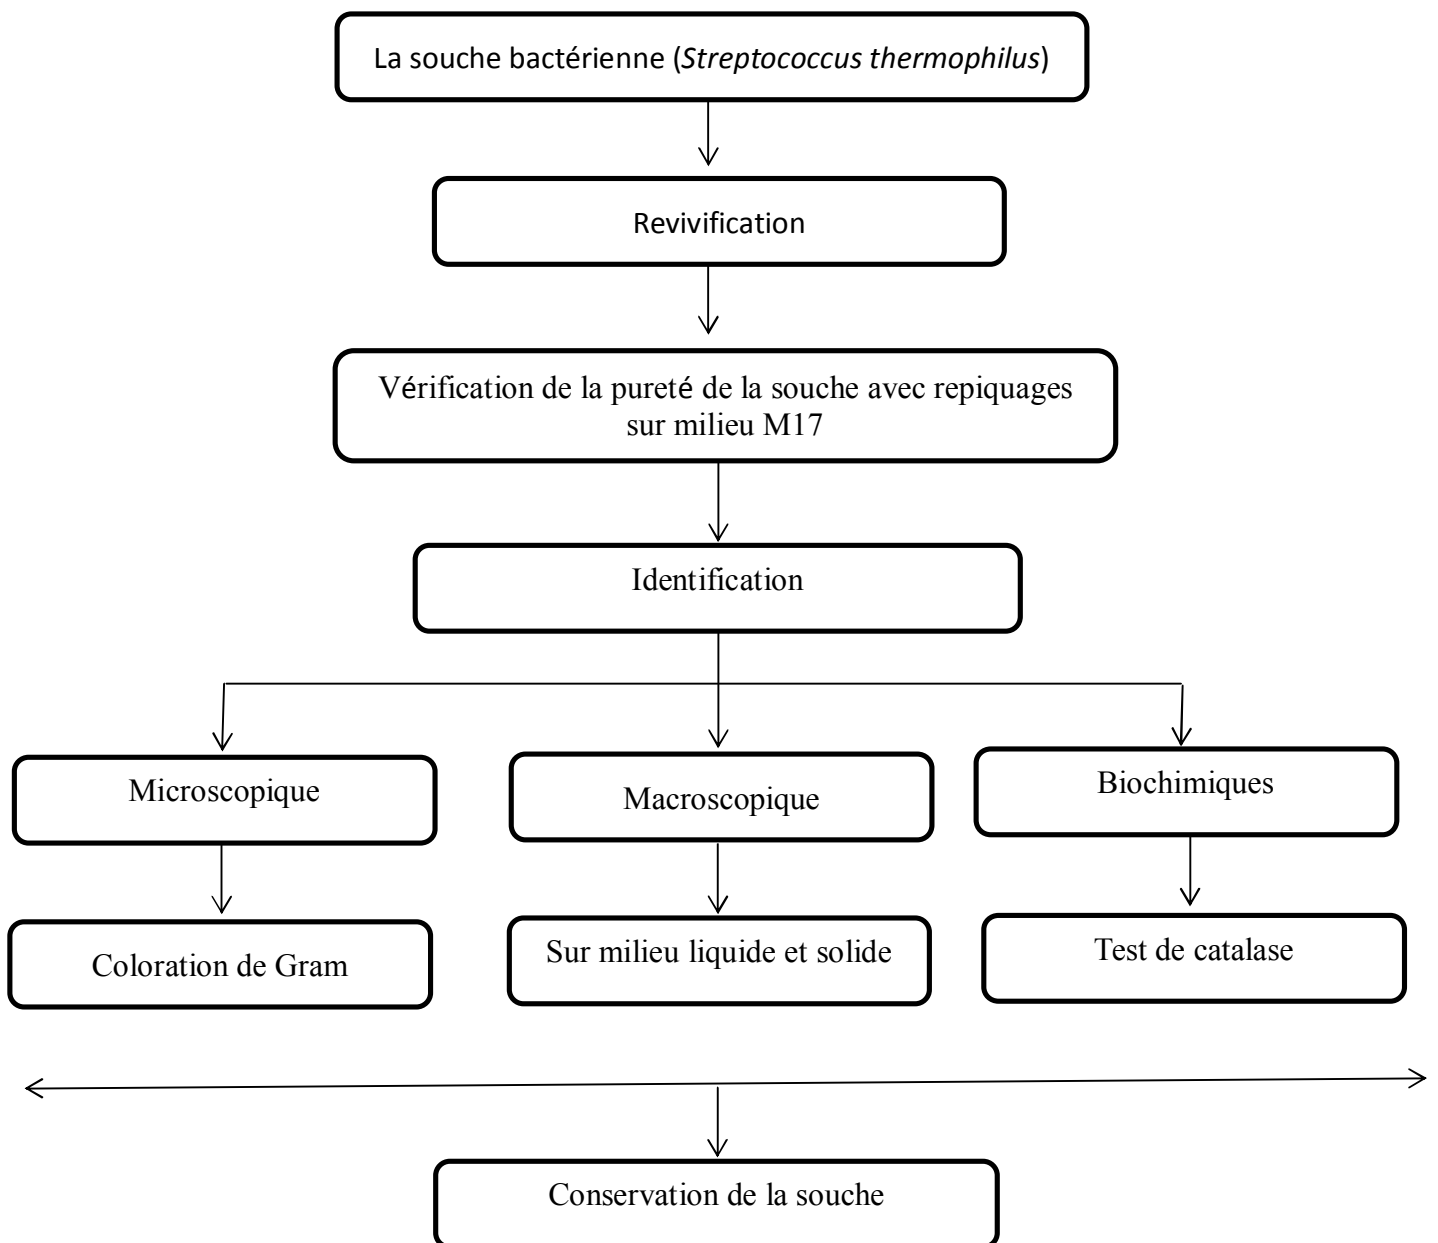 La souche bactérienne (Streptococcus thermophilus)
Revivification
Vérification de la pureté de la souche avec repiquages
sur milieu M17
Identification
Microscopique
Macroscopique
Biochimiques
Coloration de Gram
Sur milieu liquide et solide
Test de catalase
Conservation de la souche